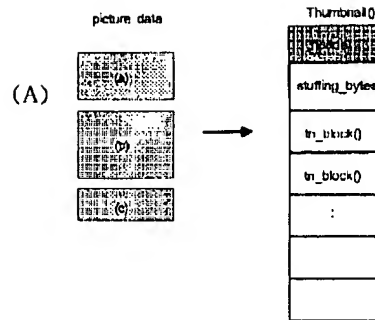 picture data
Thumbnail()
(A)
(a)
stuffing_bytes
(b)
tn_block()
tn_block()
:
(c)